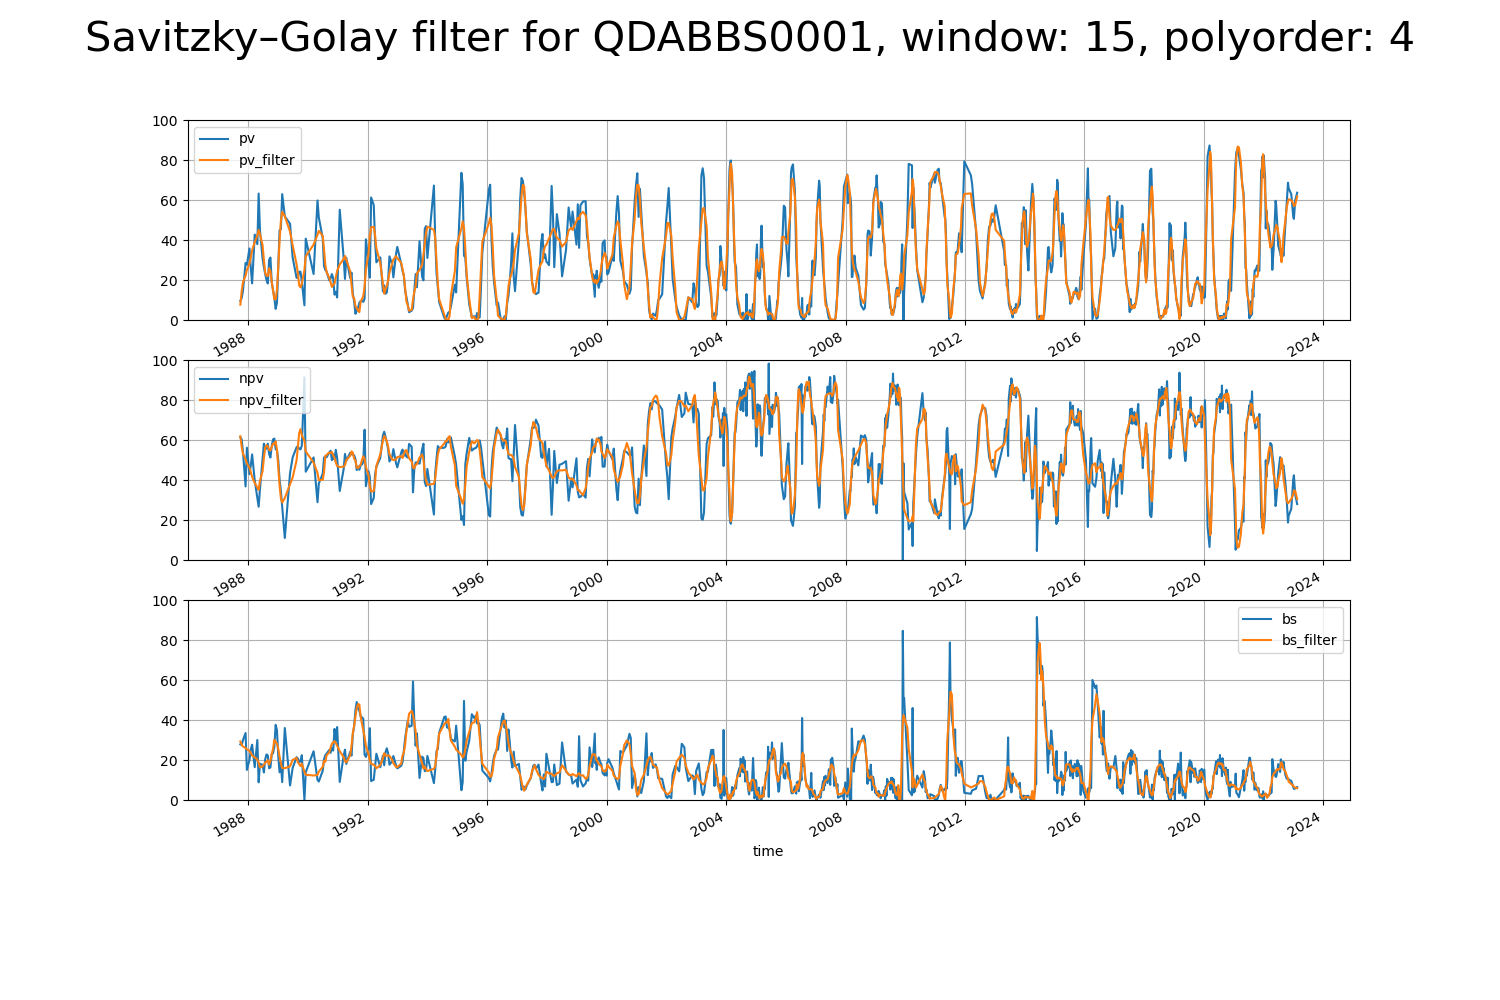 Savitzky–Golay filter for QDABBS0001, window: 15, polyorder: 4
100
80
60
40
20
0
pv
pv_filter
1988 1992 1996 2000 2004 2008 2012 2016 2020 2024
100
80
60
40
20
0
npv
npv_filter
1988 1992 1996 2000 2004 2008 2012 2016 2020 2024
100
80
60
40
20
0
bs
bs_filter
1988 1992 1996 2000 2004 2008 2012 2016 2020 2024
time